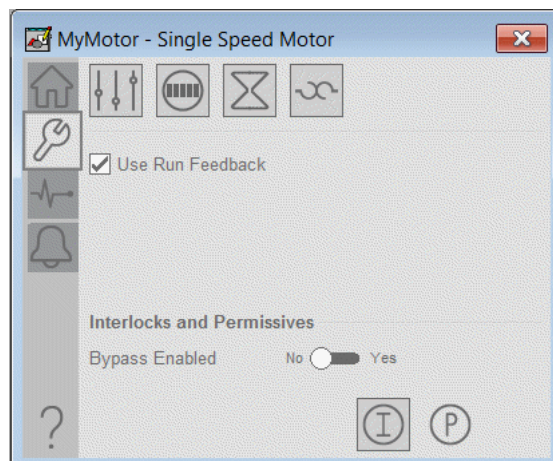 MyMotor - Single Speed Motor
Use Run Feedback
Interlocks and Permissives
Bypass Enabled No Yes
? I P